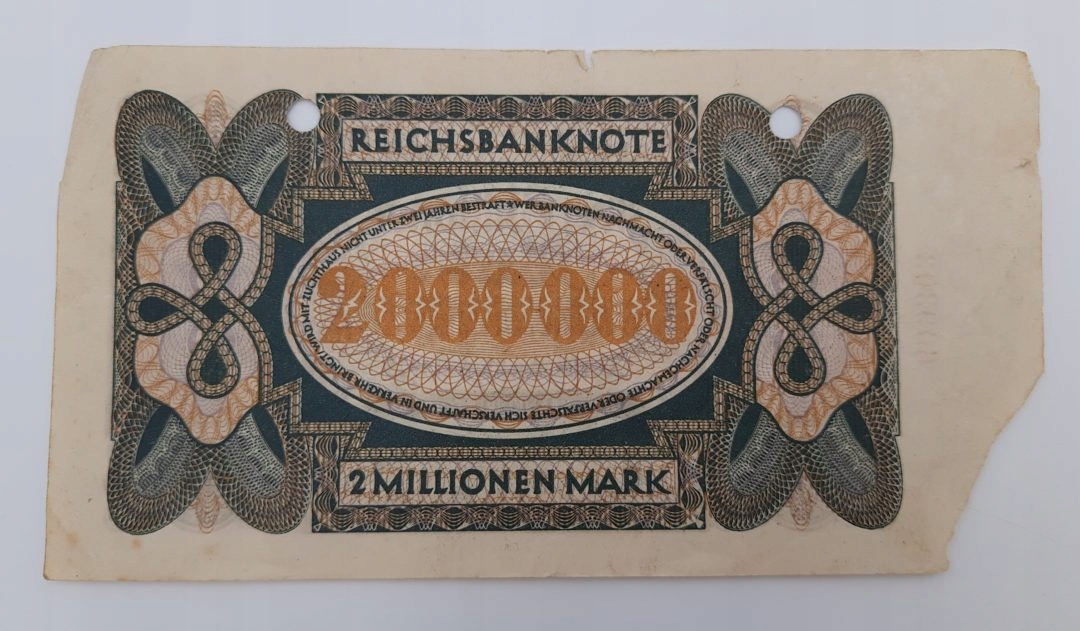 REICHSBANKNOTE
WER BANKNOTEN NACHMACHT ODER VERFÄLSCHT ODER NACHGEMACHTE ODER VERFÄLSCHTE SICH VERSCHAFFT UND IN VERKEHR BRINGT/WIRD MIT ZUCHTHAUS NICHT UNTER ZWEI JAHREN BESTRAFT ★
2000000
2 MILLIONEN MARK